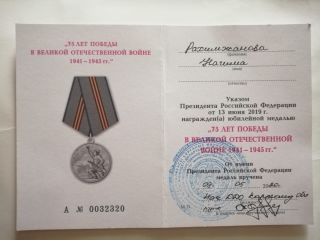 "75 ЛЕТ ПОБЕДЫ
В ВЕЛИКОЙ ОТЕЧЕСТВЕННОЙ ВОЙНЕ
1941 – 1945 гг."
А № 0032320
Рахимжанова
Нагима
Указом
Президента Российской Федерации
от 13 июня 2019 г.
награжден(а) юбилейной медалью
"75 ЛЕТ ПОБЕДЫ
В ВЕЛИКОЙ ОТЕЧЕСТВЕННОЙ
ВОЙНЕ 1941 – 1945 гг."
От имени
Президента Российской Федерации
медаль вручена
05 2020